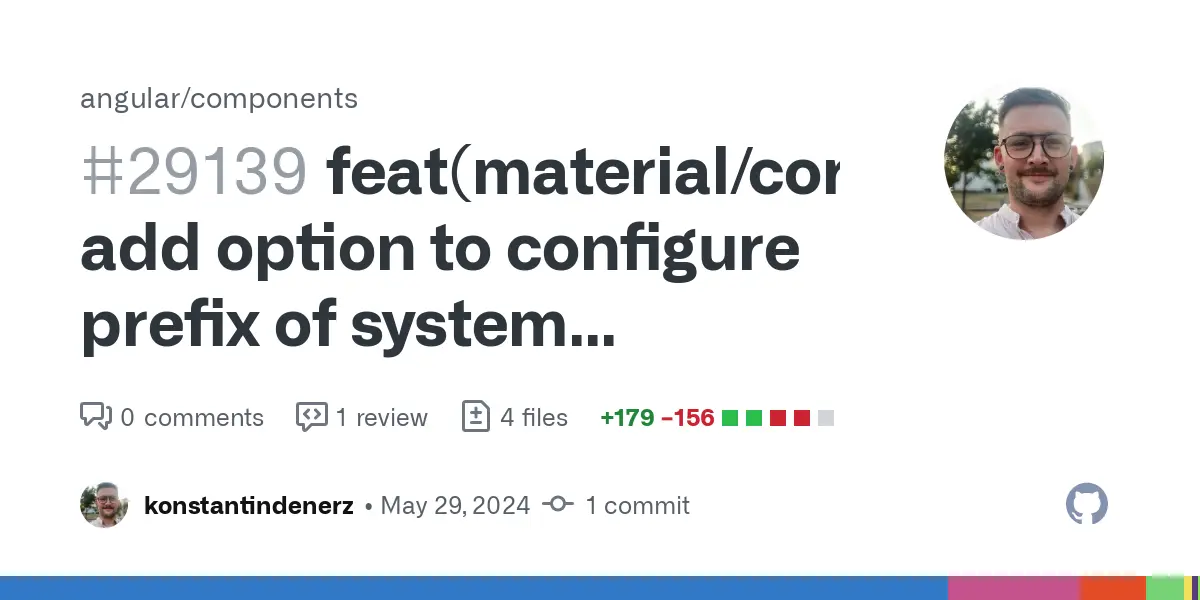 angular/components
#29139 feat(material/cor
add option to configure
prefix of system...
0 comments 1 review 4 files +179 −156
konstantindenerz • May 29, 2024 1 commit